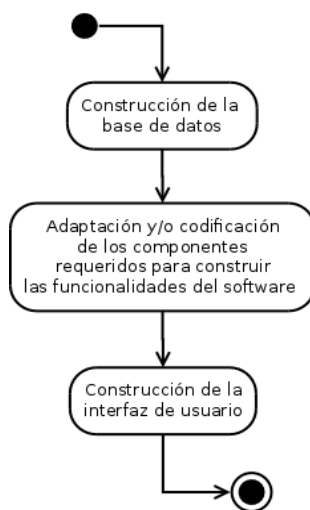 Construcción de la
base de datos
Adaptación y/o codificación
de los componentes
requeridos para construir
las funcionalidades del software
Construcción de la
interfaz de usuario